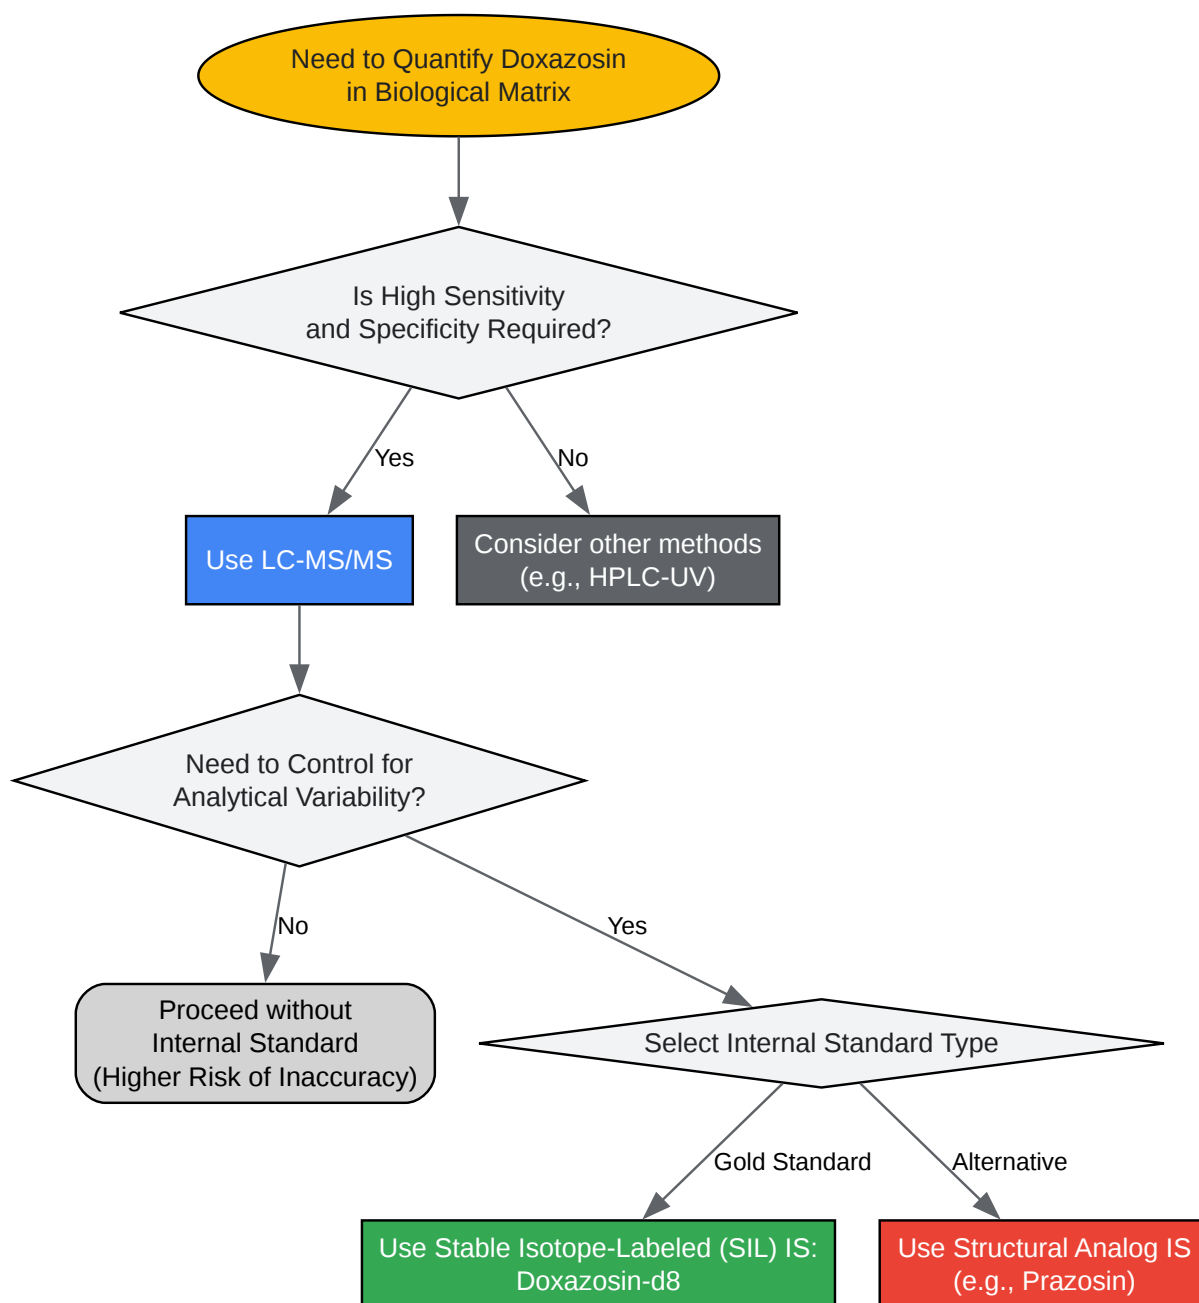 Need to Quantify Doxazosin
in Biological Matrix
Is High Sensitivity
and Specificity Required?
Yes
No
Use LC-MS/MS
Consider other methods
(e.g., HPLC-UV)
Need to Control for
Analytical Variability?
No
Yes
Proceed without
Internal Standard
(Higher Risk of Inaccuracy)
Select Internal Standard Type
Gold Standard
Alternative
Use Stable Isotope-Labeled (SIL) IS:
Doxazosin-d8
Use Structural Analog IS
(e.g., Prazosin)